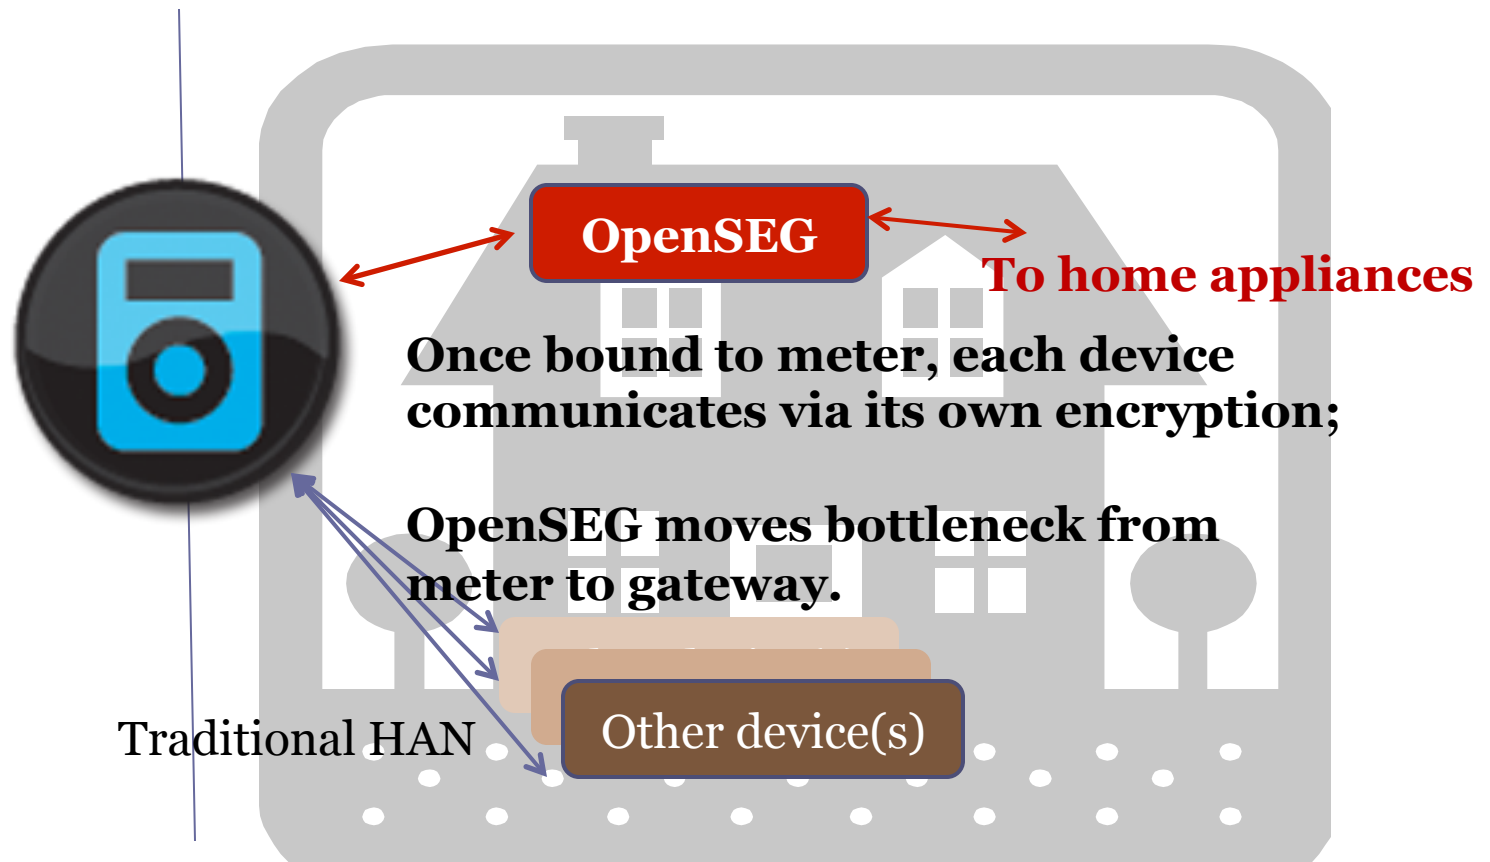 OpenSEG
To home appliances
Once bound to meter, each device
communicates via its own encryption;
OpenSEG moves bottleneck from
meter to gateway.
Traditional HAN
Other device(s)